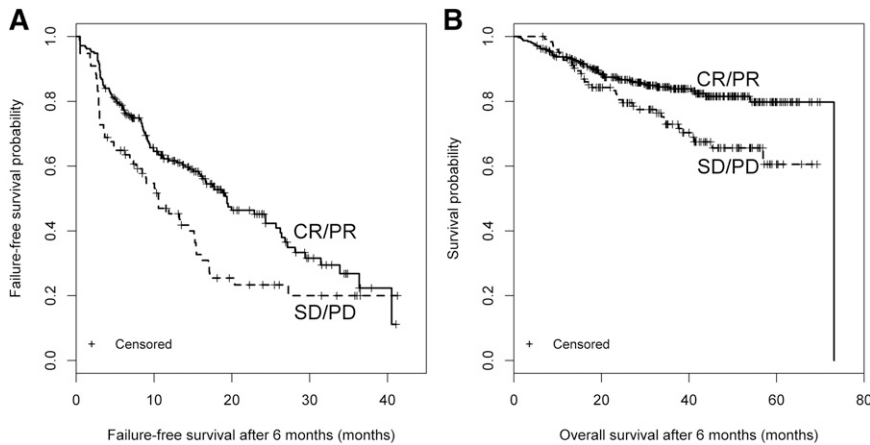 A
Failure-free survival probability
1.0
0.8
0.6
0.4
0.2
0.0
CR/PR
SD/PD
+ Censored
0 10 20 30 40
Failure-free survival after 6 months (months)
B
Survival probability
1.0
0.8
0.6
0.4
0.2
0.0
CR/PR
SD/PD
+ Censored
0 20 40 60 80
Overall survival after 6 months (months)